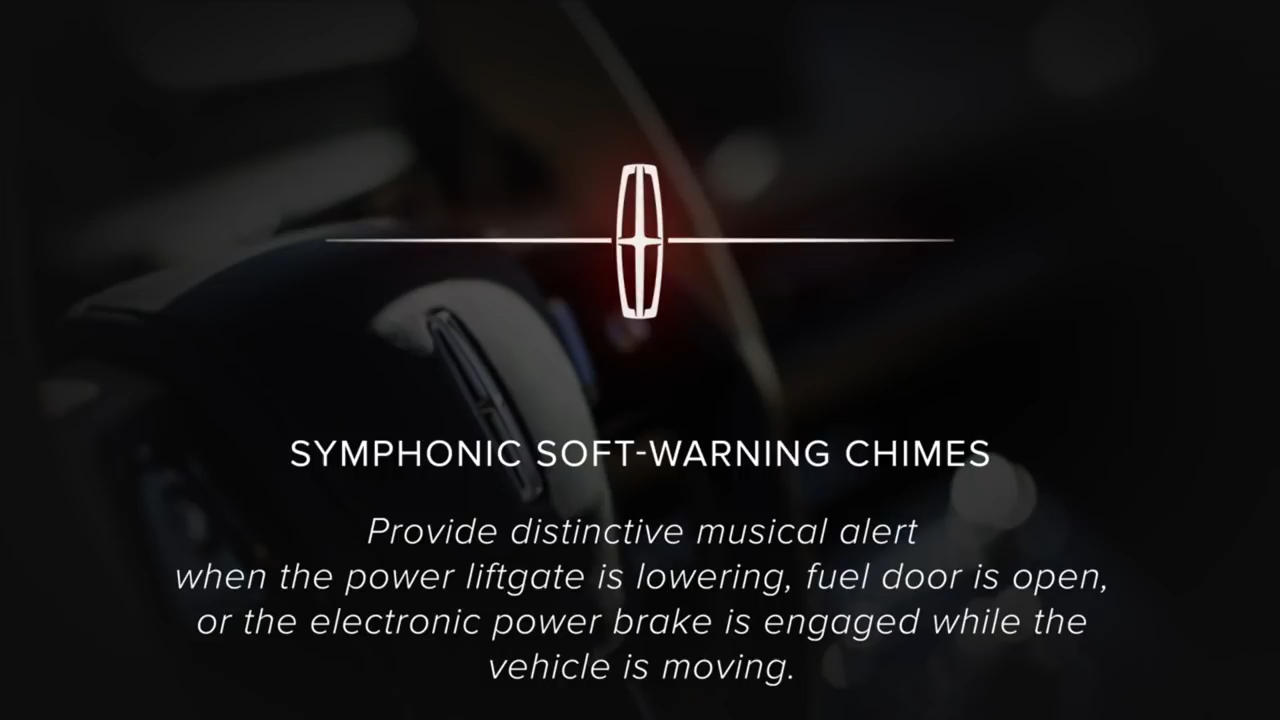 SYMPHONIC SOFT-WARNING CHIMES
Provide distinctive musical alert
when the power liftgate is lowering, fuel door is open,
or the electronic power brake is engaged while the
vehicle is moving.